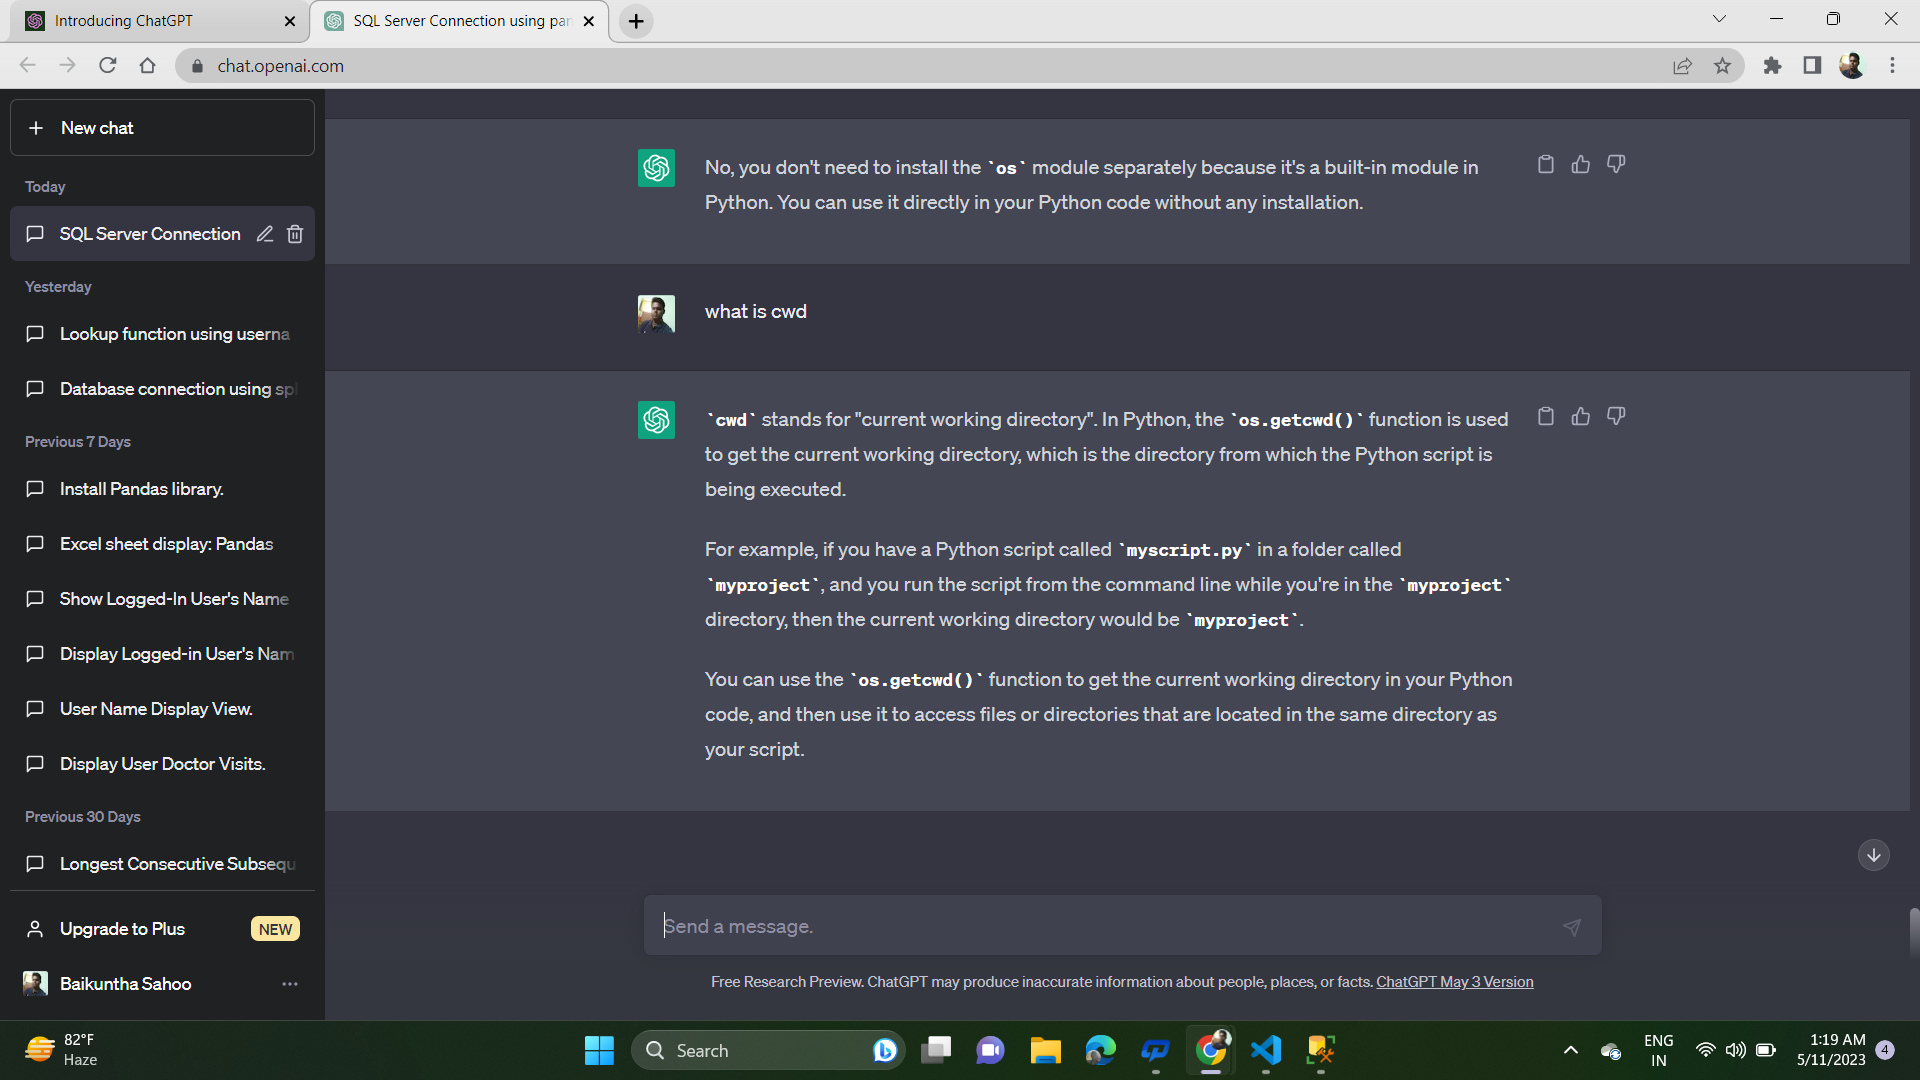 Introducing ChatGPT
SQL Server Connection using pan
chat.openai.com
New chat
Today
SQL Server Connection
Yesterday
Lookup function using userna
Database connection using spl
Previous 7 Days
Install Pandas library.
Excel sheet display: Pandas
Show Logged-In User's Name
Display Logged-in User's Nam
User Name Display View.
Display User Doctor Visits.
Previous 30 Days
Longest Consecutive Subsequ
Upgrade to Plus NEW
Baikuntha Sahoo
No, you don't need to install the `os` module separately because it's a built-in module in
Python. You can use it directly in your Python code without any installation.
what is cwd
`cwd` stands for "current working directory". In Python, the `os.getcwd()` function is used
to get the current working directory, which is the directory from which the Python script is
being executed.
For example, if you have a Python script called `myscript.py` in a folder called
`myproject`, and you run the script from the command line while you're in the `myproject`
directory, then the current working directory would be `myproject`.
You can use the `os.getcwd()` function to get the current working directory in your Python
code, and then use it to access files or directories that are located in the same directory as
your script.
Send a message.
Free Research Preview. ChatGPT may produce inaccurate information about people, places, or facts. ChatGPT May 3 Version
82°F
Haze
Search
ENG
IN
1:19 AM
5/11/2023
4